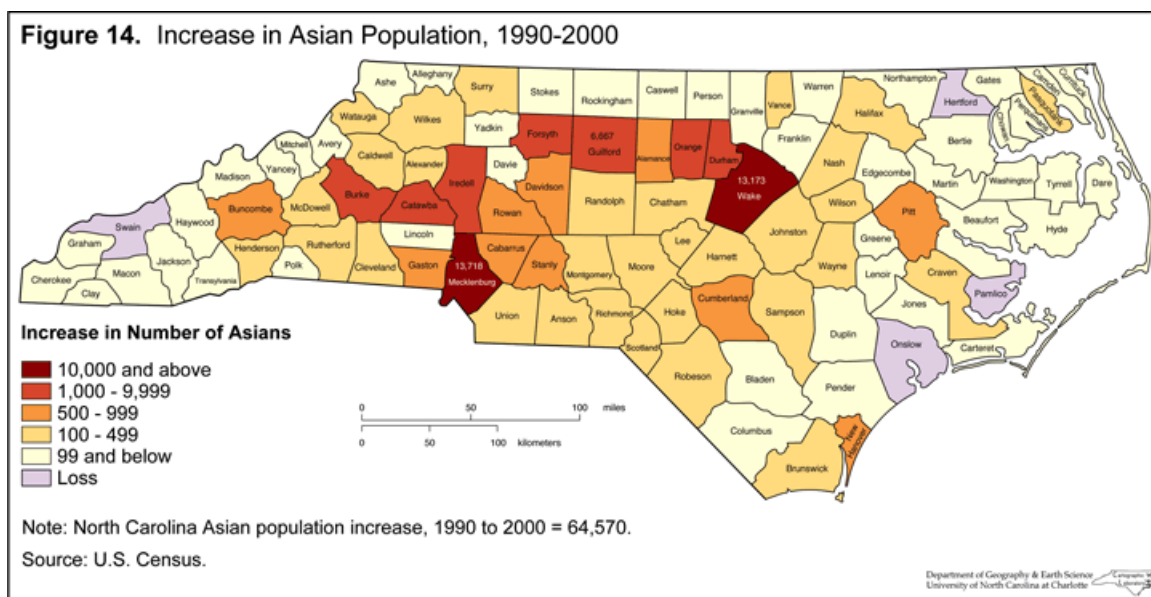 Figure 14. Increase in Asian Population, 1990-2000
Ashe
Alleghany
Surry
Stokes
Rockingham
Caswell
Person
Granville
Vance
Warren
Northampton
Hertford
Gates
Camden
Currituck
Pasquotank
Perquimans
Chowan
Halifax
Bertie
Watauga
Wilkes
Yadkin
Forsyth
6,667
Guilford
Alamance
Orange
Durham
Franklin
Nash
Edgecombe
Martin
Washington
Tyrrell
Dare
Mitchell
Avery
Yancey
Madison
Caldwell
Alexander
Iredell
Davie
Davidson
Randolph
Chatham
13,173
Wake
Wilson
Pitt
Beaufort
Hyde
Burke
Catawba
Rowan
Johnston
Greene
Haywood
Buncombe
McDowell
Swain
Graham
Jackson
Henderson
Rutherford
Lincoln
Cabarrus
Stanly
Montgomery
Moore
Lee
Harnett
Wayne
Lenoir
Craven
Pamlico
Cherokee
Macon
Clay
Transylvania
Polk
Cleveland
Gaston
13,718
Mecklenburg
Union
Anson
Richmond
Scotland
Hoke
Cumberland
Sampson
Duplin
Jones
Onslow
Carteret
Robeson
Bladen
Pender
Columbus
Brunswick
New
Hanover
Increase in Number of Asians
10,000 and above
1,000 - 9,999
500 - 999
100 - 499
99 and below
Loss
0 50 100 miles
0 50 100 kilometers
Note: North Carolina Asian population increase, 1990 to 2000 = 64,570.
Source: U.S. Census.
Department of Geography & Earth Science
University of North Carolina at Charlotte